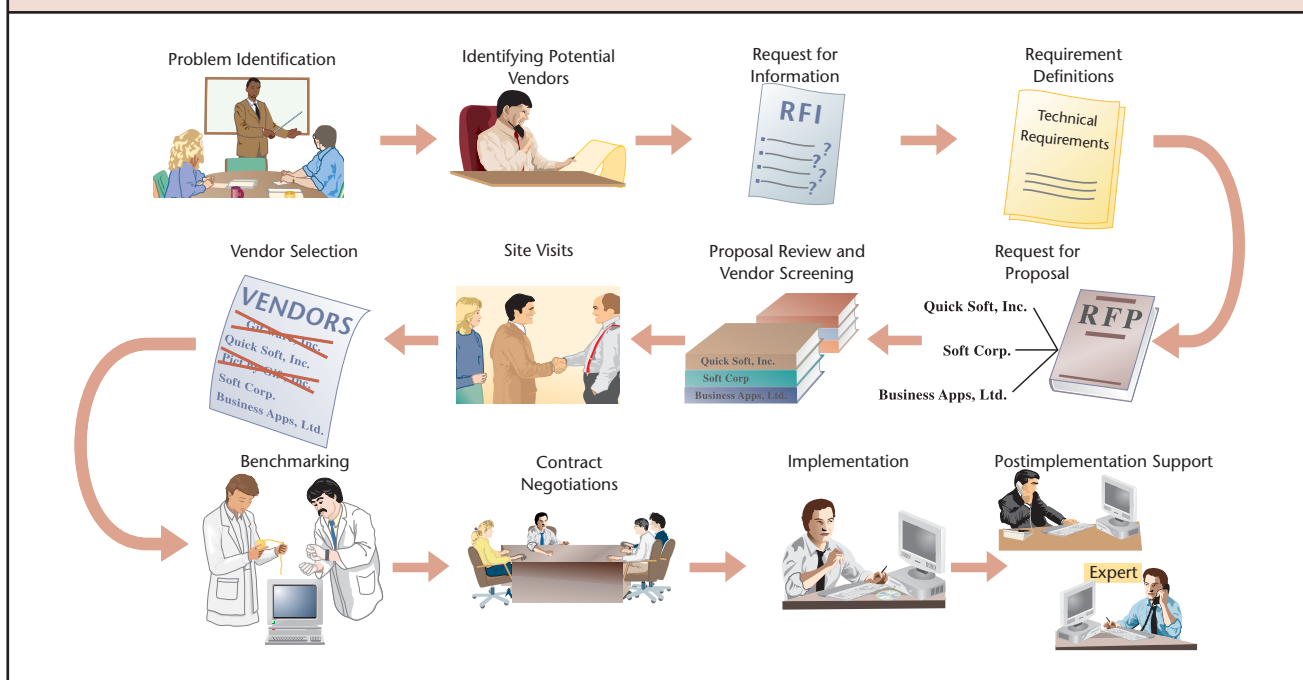 Problem Identification
Identifying Potential
Vendors
Request for
Information
RFI
?
?
?
?
Requirement
Definitions
Technical
Requirements
Request for
Proposal
RFP
Quick Soft, Inc.
Soft Corp.
Business Apps, Ltd.
Proposal Review and
Vendor Screening
Quick Soft, Inc.
Soft Corp
Business Apps, Ltd.
Site Visits
Vendor Selection
VENDORS
Inc.
Quick Soft, Inc.
Inc.
Soft Corp.
Business Apps, Ltd.
Benchmarking
Contract
Negotiations
Implementation
Postimplementation Support
Expert